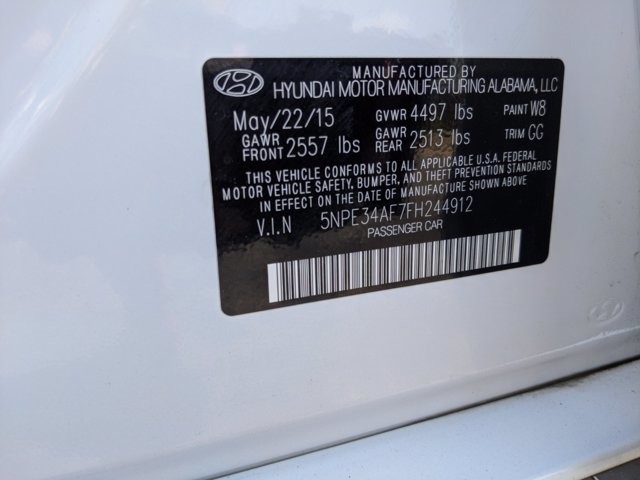 MANUFACTURED BY
HYUNDAI MOTOR MANUFACTURING ALABAMA, LLC
May/22/15 GVWR 4497 lbs PAINT W8
GAWR FRONT 2557 lbs GAWR REAR 2513 lbs TRIM GG
THIS VEHICLE CONFORMS TO ALL APPLICABLE U.S.A. FEDERAL
MOTOR VEHICLE SAFETY, BUMPER, AND THEFT PREVENTION STANDARDS
IN EFFECT ON THE DATE OF MANUFACTURE SHOWN ABOVE.
V.I.N 5NPE34AF7FH244912
PASSENGER CAR